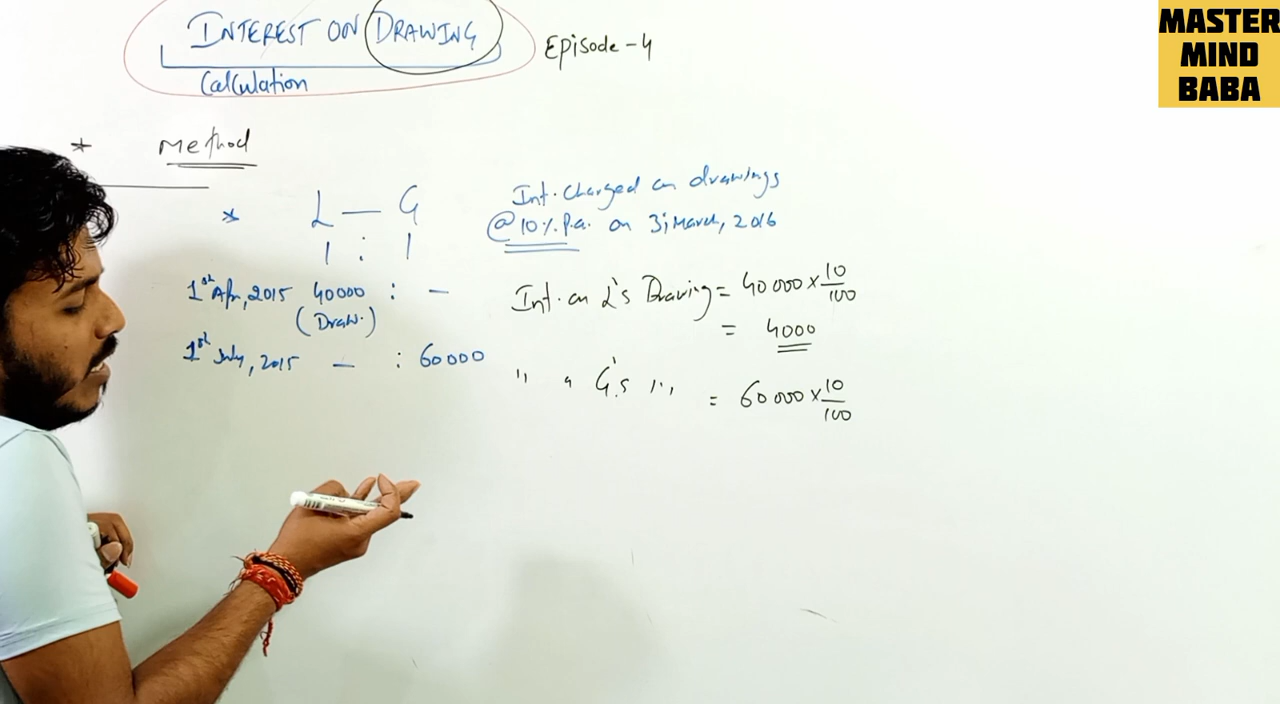 INTEREST ON DRAWING
Episode-4
Calculation
MASTER
MIND
BABA
* Method
* L — G
1 : 1
1st Apr, 2015 40000 : -
(Draw.)
1st July, 2015 - : 60000
Int. Charged on drawings
@10%.p.a. on 31 March, 2016
Int. on L's Drawing = 40000 × 10/100
= 4000
" " G's " = 60000 × 10/100